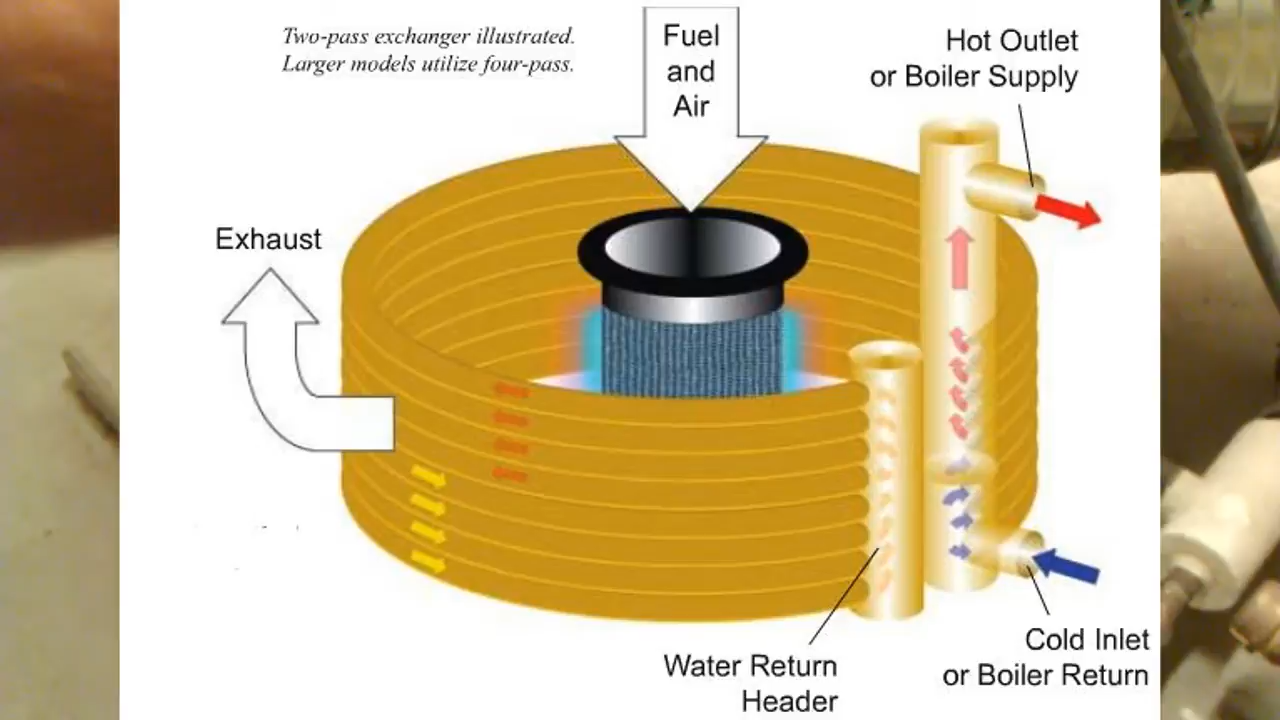 Two-pass exchanger illustrated.
Larger models utilize four-pass.
Fuel
and
Air
Hot Outlet
or Boiler Supply
Exhaust
Water Return
Header
Cold Inlet
or Boiler Return